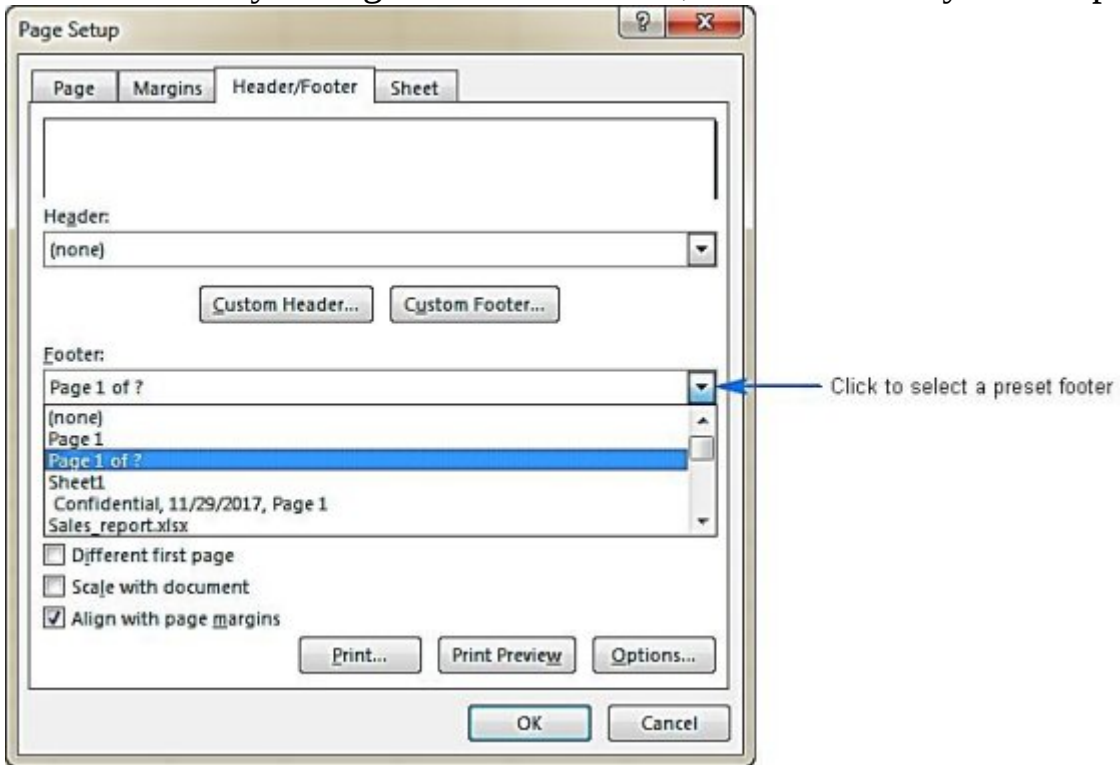 Page Setup
Page Margins Header/Footer Sheet
Header:
(none)
Custom Header... Custom Footer...
Footer:
Page 1 of ?
Click to select a preset footer
(none)
Page 1
Page 1 of ?
Sheet1
Confidential, 11/29/2017, Page 1
Sales_report.xlsx
Different first page
Scale with document
Align with page margins
Print... Print Preview Options...
OK Cancel